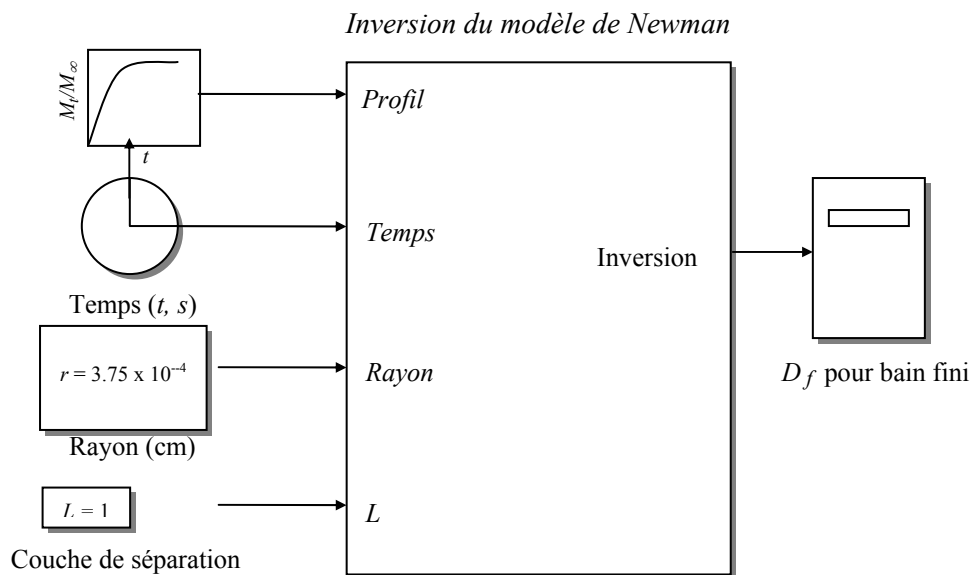 Inversion du modèle de Newman
M_t/M_∞
t
Profil
Temps
Temps (t, s)
Inversion
r = 3.75 x 10^--4
Rayon
Rayon (cm)
D_f pour bain fini
L = 1
L
Couche de séparation